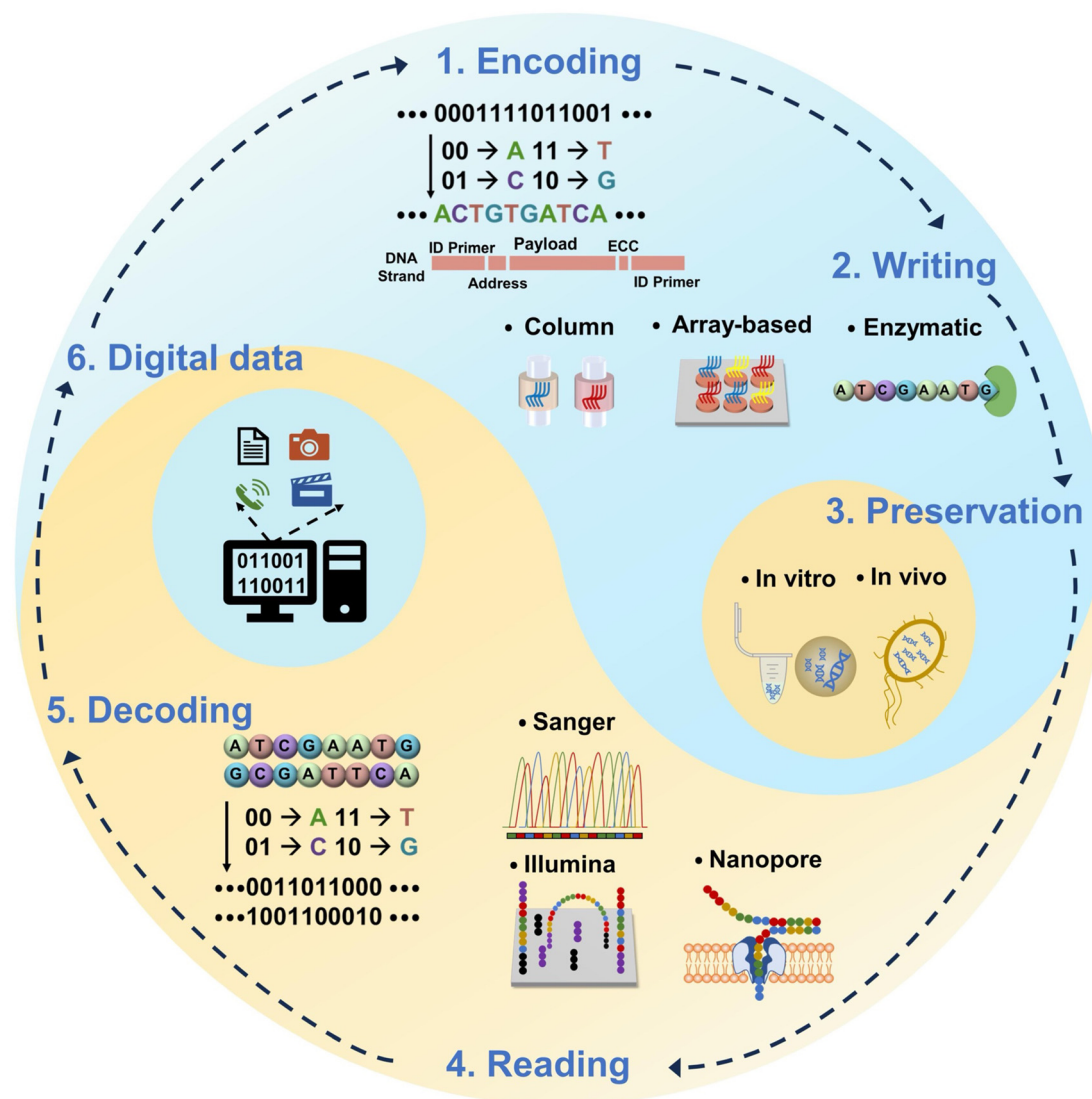 1. Encoding
••• 0001111011001 •••
00 → A 11 → T
01 → C 10 → G
••• ACTGTGATCA •••
DNA Strand
ID Primer
Address
Payload
ECC
ID Primer
2. Writing
• Column
• Array-based
• Enzymatic
ATCGAATG
3. Preservation
• In vitro
• In vivo
4. Reading
• Sanger
• Illumina
• Nanopore
5. Decoding
ATCGAATG
GCGATTCA
00 → A 11 → T
01 → C 10 → G
•••0011011000 •••
•••1001100010 •••
6. Digital data
011001
110011